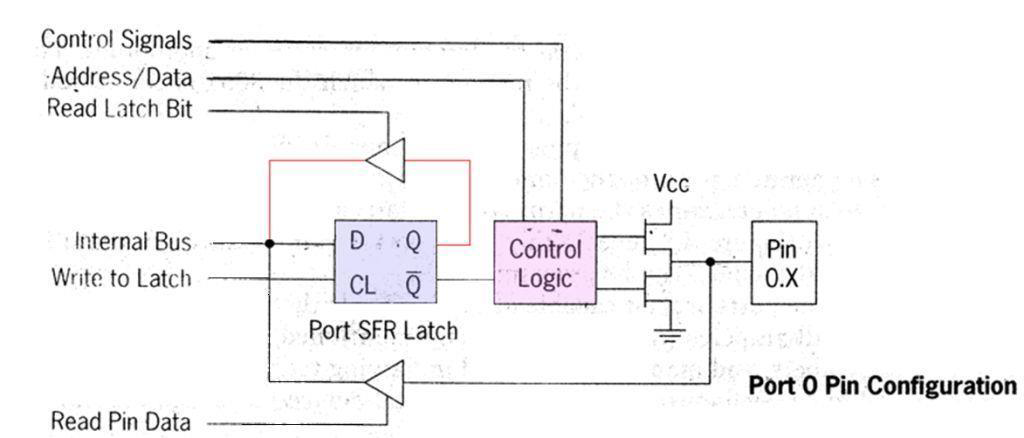 Control Signals
Address/Data
Read Latch Bit
Vcc
Internal Bus
D Q
Control
Logic
Pin
0.X
Write to Latch
CL Q̅
Port SFR Latch
Port 0 Pin Configuration
Read Pin Data